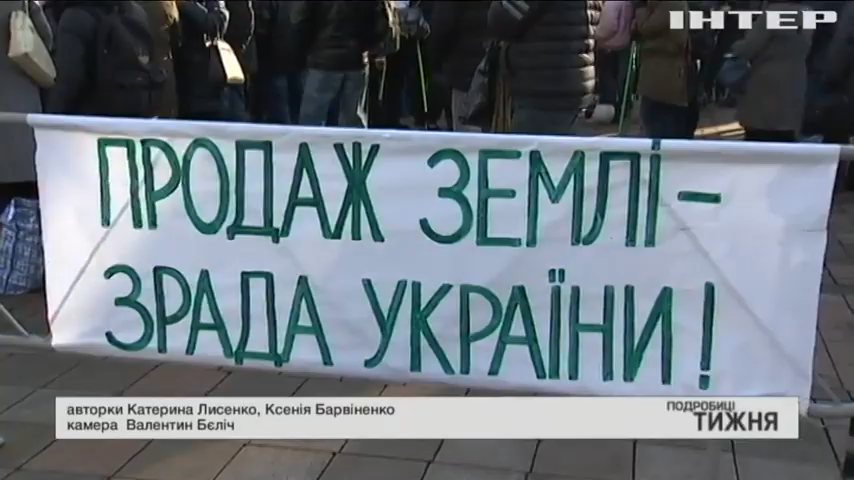 ІНТЕР
ПРОДАЖ ЗЕМЛІ -
ЗРАДА УКРАЇНИ!
авторки Катерина Лисенко, Ксенія Барвіненко
камера Валентин Бєліч
ПОДРОБИЦІ
ТИЖНЯ